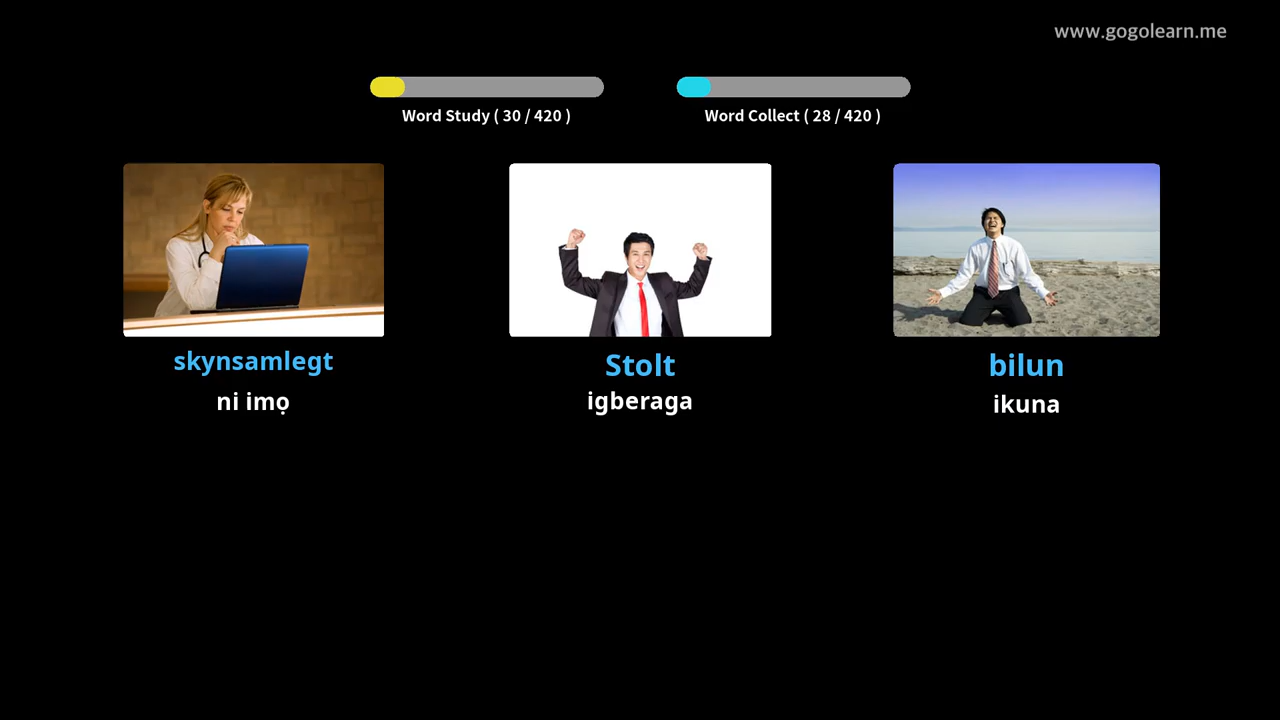 www.gogolearn.me
Word Study ( 30 / 420 )
Word Collect ( 28 / 420 )
skynsamlegt
ni imọ
Stolt
igberaga
bilun
ikuna